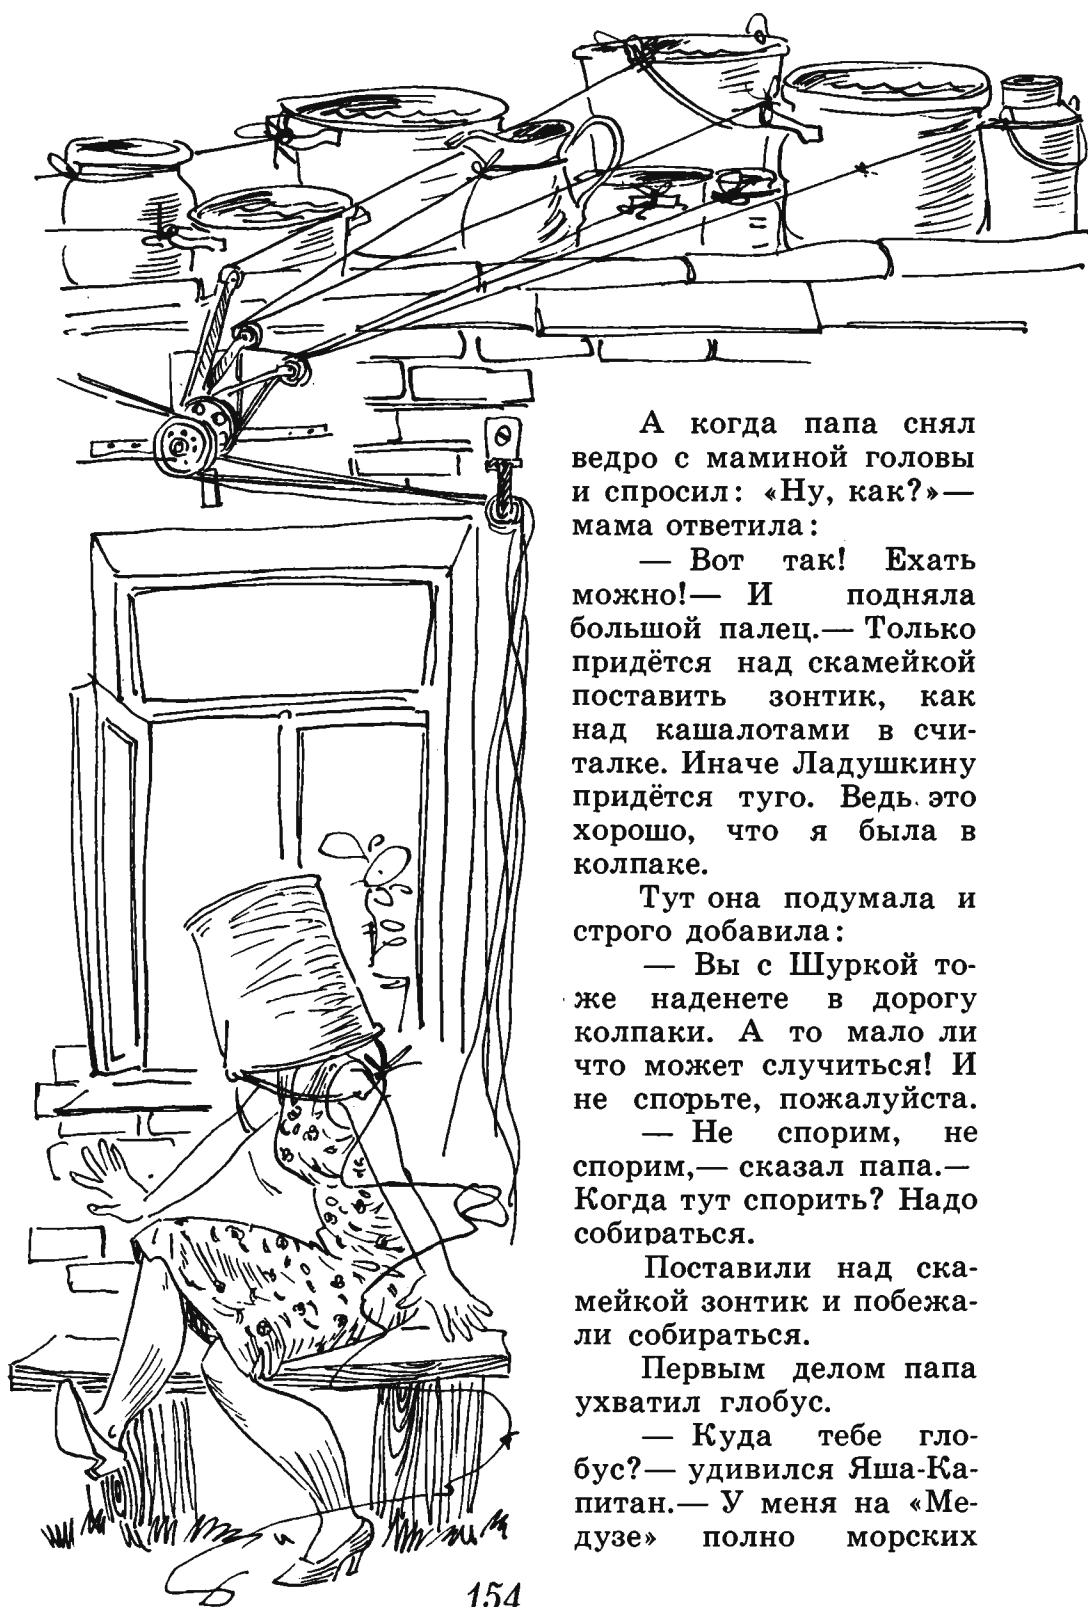 А когда папа снял
ведро с маминой головы
и спросил: «Ну, как?»—
мама ответила:
— Вот так! Ехать
можно!— И подняла
большой палец.— Только
придётся над скамейкой
поставить зонтик, как
над кашалотами в счи-
талке. Иначе Ладушкину
придётся туго. Ведь это
хорошо, что я была в
колпаке.
Тут она подумала и
строго добавила:
— Вы с Шуркой то-
же наденете в дорогу
колпаки. А то мало ли
что может случиться! И
не спорьте, пожалуйста.
— Не спорим, не
спорим,— сказал папа.—
Когда тут спорить? Надо
собираться.
Поставили над ска-
мейкой зонтик и побежа-
ли собираться.
Первым делом папа
ухватил глобус.
— Куда тебе гло-
бус?— удивился Яша-Ка-
питан.— У меня на «Ме-
дузе» полно морских
154